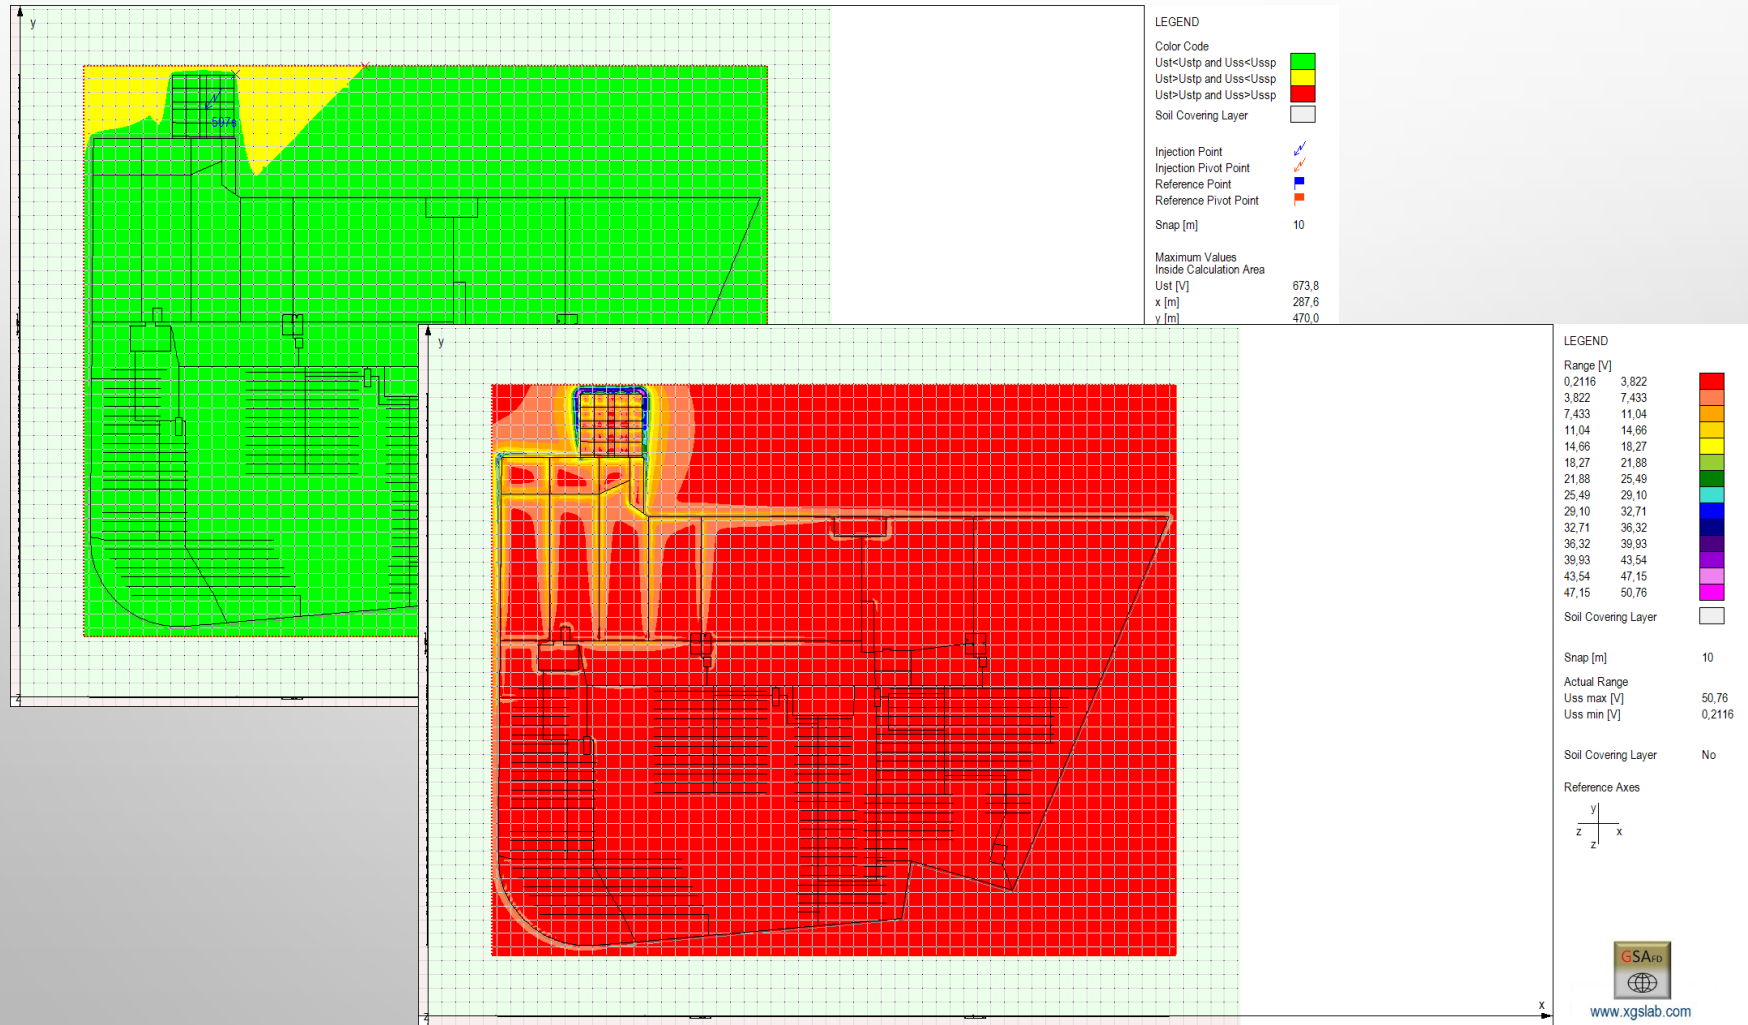 y
597s
LEGEND
Color Code
Ust<Ustp and Uss<Ussp
Ust>Ustp and Uss<Ussp
Ust>Ustp and Uss>Ussp
Soil Covering Layer
Injection Point
Injection Pivot Point
Reference Point
Reference Pivot Point
Snap [m] 10
Maximum Values
Inside Calculation Area
Ust [V] 673,8
x [m] 287,6
y [m] 470,0
z
y
x
z
LEGEND
Range [V]
0,2116 3,822
3,822 7,433
7,433 11,04
11,04 14,66
14,66 18,27
18,27 21,88
21,88 25,49
25,49 29,10
29,10 32,71
32,71 36,32
36,32 39,93
39,93 43,54
43,54 47,15
47,15 50,76
Soil Covering Layer
Snap [m] 10
Actual Range
Uss max [V] 50,76
Uss min [V] 0,2116
Soil Covering Layer No
Reference Axes
y
z x
z
GSAFD
www.xgslab.com